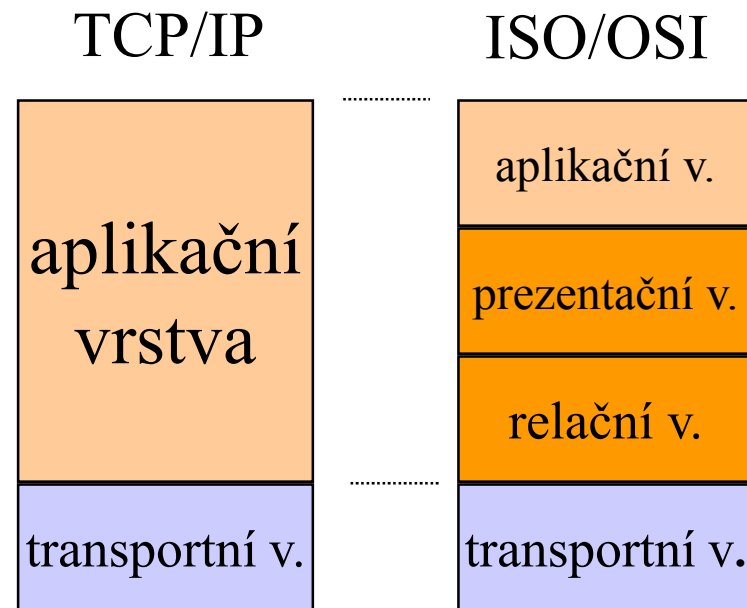 TCP/IP
ISO/OSI
aplikační
vrstva
transportní v.
aplikační v.
prezentační v.
relační v.
transportní v.